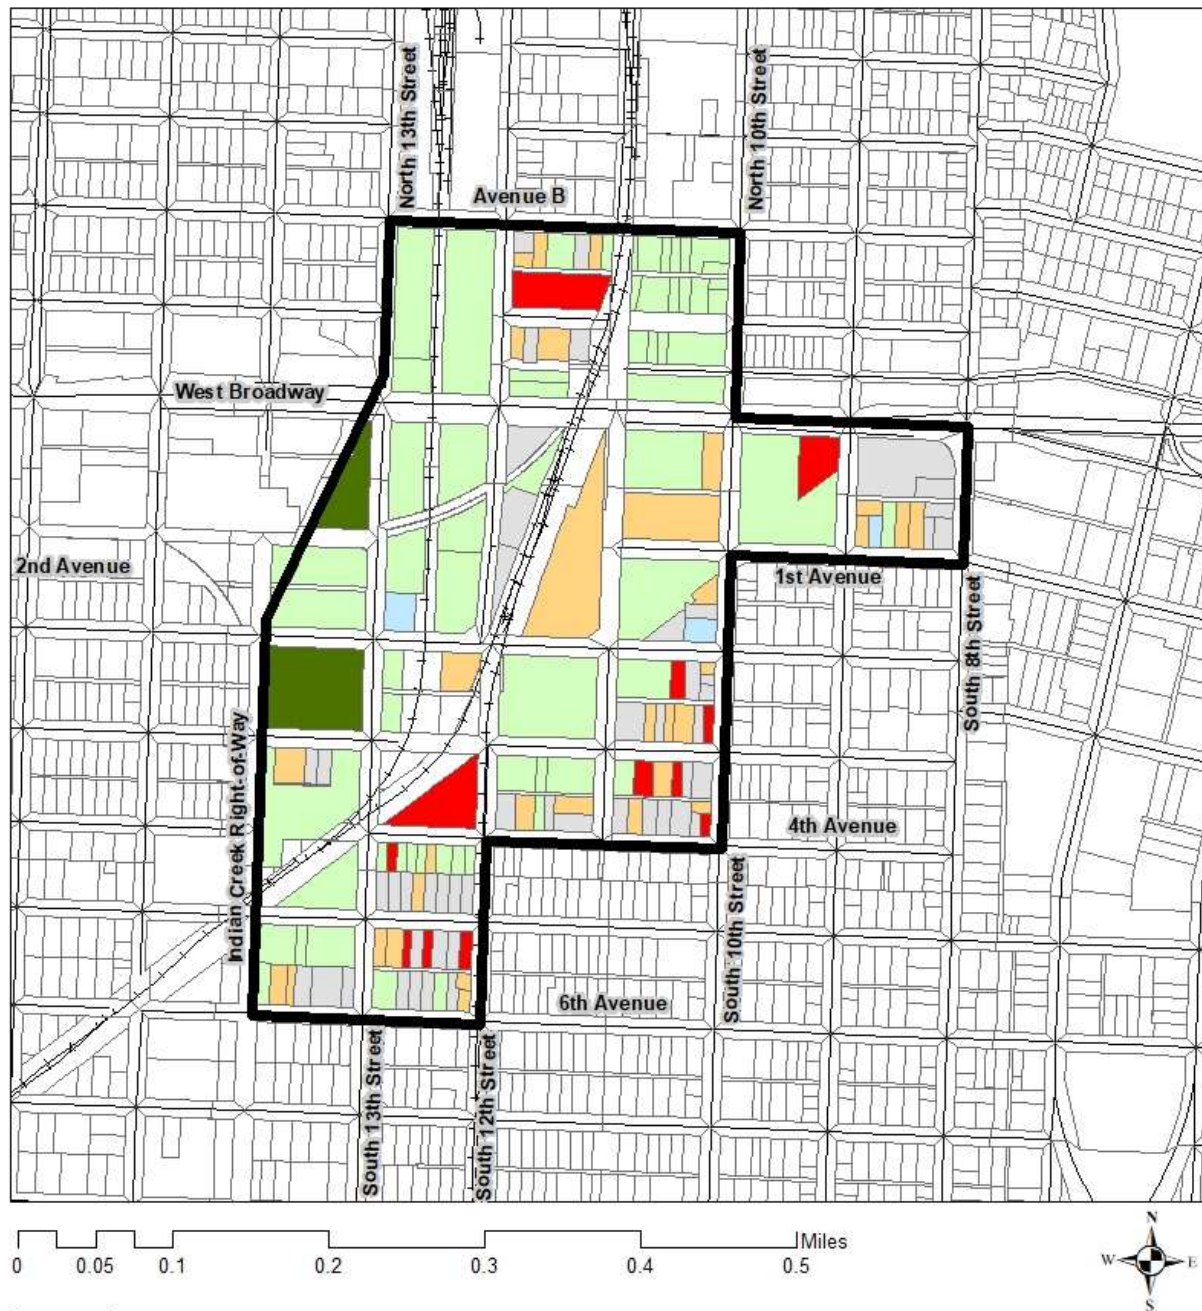 North 13th Street
North 10th Street
Avenue B
West Broadway
2nd Avenue
1st Avenue
South 8th Street
Indian Creek Right-of-Way
4th Avenue
South 10th Street
6th Avenue
South 13th Street
South 12th Street
Miles
0 0.05 0.1 0.2 0.3 0.4 0.5
N
W E
S